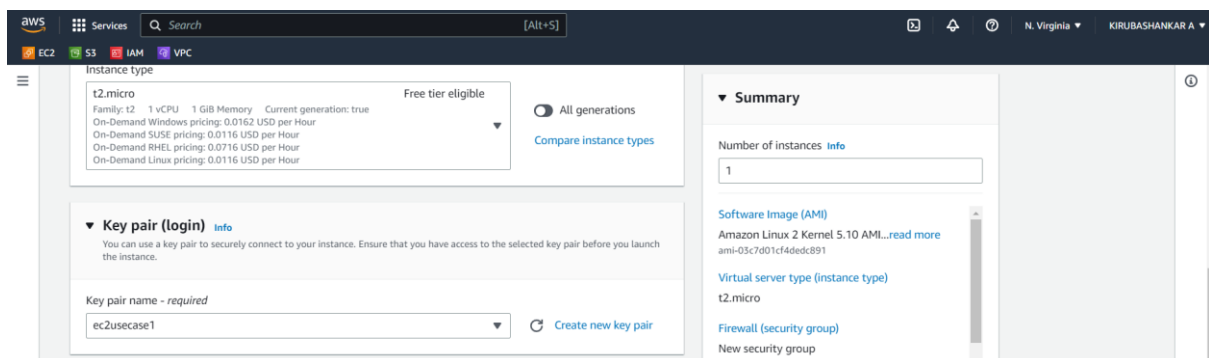 aws
Services
Search
[Alt+S]
N. Virginia
KIRUBASHANKAR A
EC2
S3
IAM
VPC
Instance type
t2.micro
Free tier eligible
Family: t2 1 vCPU 1 GiB Memory Current generation: true
On-Demand Windows pricing: 0.0162 USD per Hour
On-Demand SUSE pricing: 0.0116 USD per Hour
On-Demand RHEL pricing: 0.0716 USD per Hour
On-Demand Linux pricing: 0.0116 USD per Hour
All generations
Compare instance types
Key pair (login) Info
You can use a key pair to securely connect to your instance. Ensure that you have access to the selected key pair before you launch
the instance.
Key pair name - required
ec2usecase1
Create new key pair
Summary
Number of instances Info
1
Software Image (AMI)
Amazon Linux 2 Kernel 5.10 AMI...read more
ami-03c7d01cf4dedc891
Virtual server type (instance type)
t2.micro
Firewall (security group)
New security group